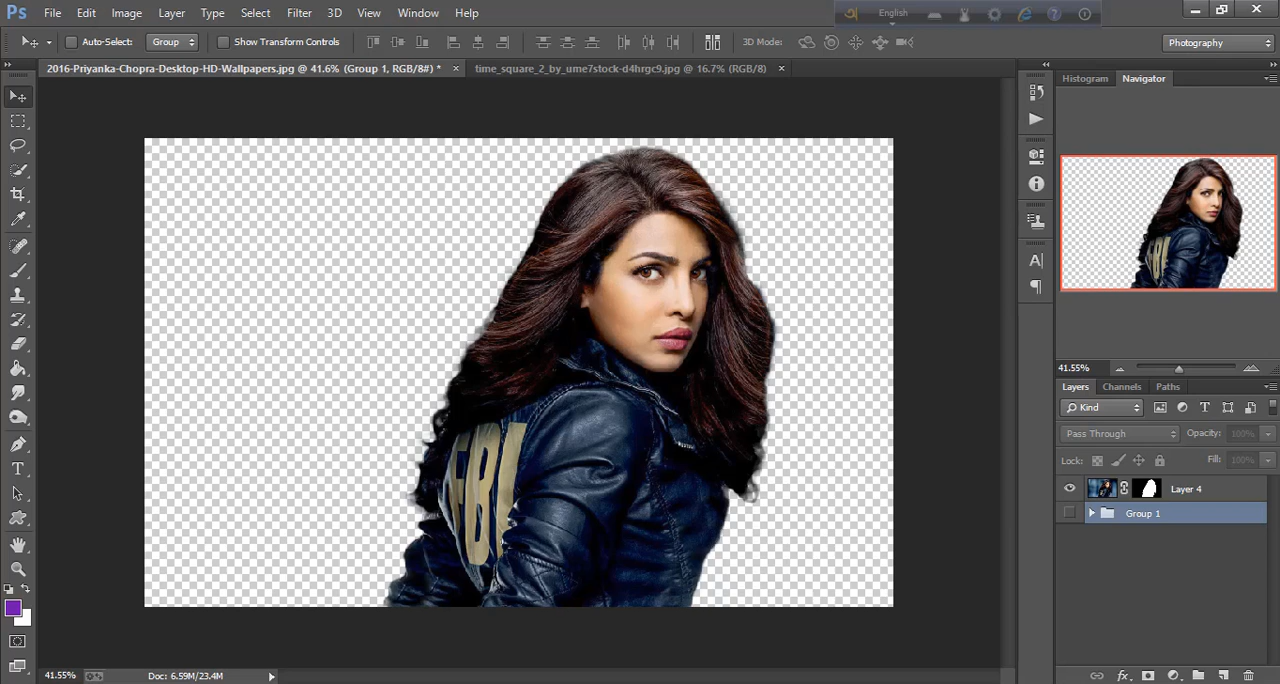 Ps File Edit Image Layer Type Select Filter 3D View Window Help
English
Auto-Select: Group Show Transform Controls 3D Mode: Photography
2016-Priyanka-Chopra-Desktop-HD-Wallpapers.jpg @ 41.6% (Group 1, RGB/8#) * × time_square_2_by_ume7stock-d4hrgc9.jpg @ 16.7% (RGB/8) ×
Histogram Navigator
FBI
41.55%
Layers Channels Paths
Kind
Pass Through Opacity: 100%
Lock: Fill: 100%
Layer 4
Group 1
41.55% Doc: 6.59M/23.4M